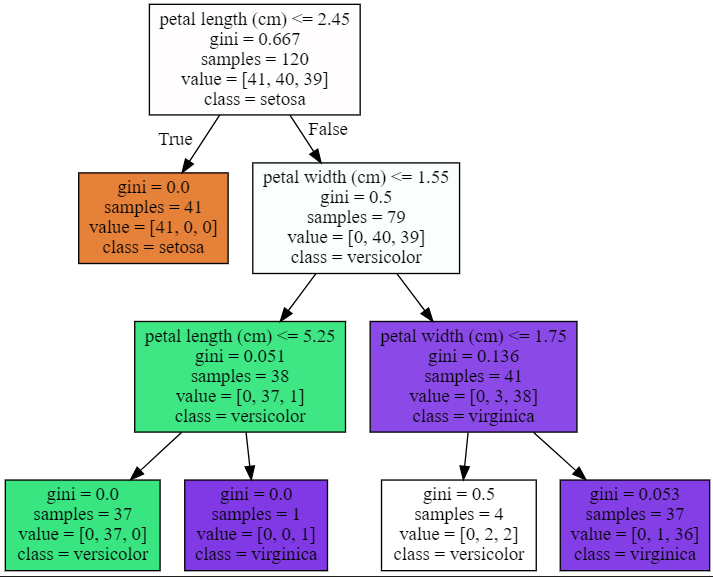 petal length (cm) <= 2.45
gini = 0.667
samples = 120
value = [41, 40, 39]
class = setosa
True
False
gini = 0.0
samples = 41
value = [41, 0, 0]
class = setosa
petal width (cm) <= 1.55
gini = 0.5
samples = 79
value = [0, 40, 39]
class = versicolor
petal length (cm) <= 5.25
gini = 0.051
samples = 38
value = [0, 37, 1]
class = versicolor
petal width (cm) <= 1.75
gini = 0.136
samples = 41
value = [0, 3, 38]
class = virginica
gini = 0.0
samples = 37
value = [0, 37, 0]
class = versicolor
gini = 0.0
samples = 1
value = [0, 0, 1]
class = virginica
gini = 0.5
samples = 4
value = [0, 2, 2]
class = versicolor
gini = 0.053
samples = 37
value = [0, 1, 36]
class = virginica